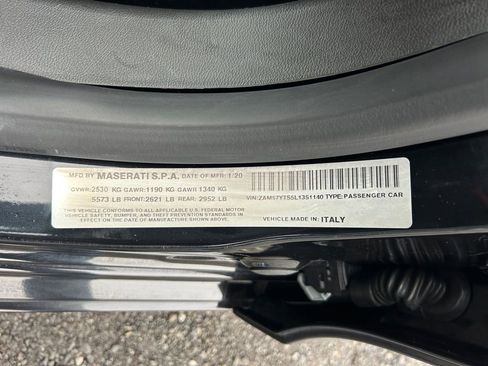 MFD BY MASERATI S.P.A. DATE OF MFR: 1/20
GVWR: 2530 KG GAWR: 1190 KG GAWR 1340 KG
5573 LB FRONT: 2621 LB REAR: 2952 LB
THIS VEHICLE CONFORMS TO ALL APPLICABLE U.S. FEDERAL MOTOR
VEHICLE SAFETY, BUMPER, AND THEFT PREVENTION STANDARDS
IN EFFECT ON THE DATE OF MANUFACTURE SHOWN ABOVE
VIN: ZAM57YTS5L1351140 TYPE: PASSENGER CAR
VEHICLE MADE IN: ITALY